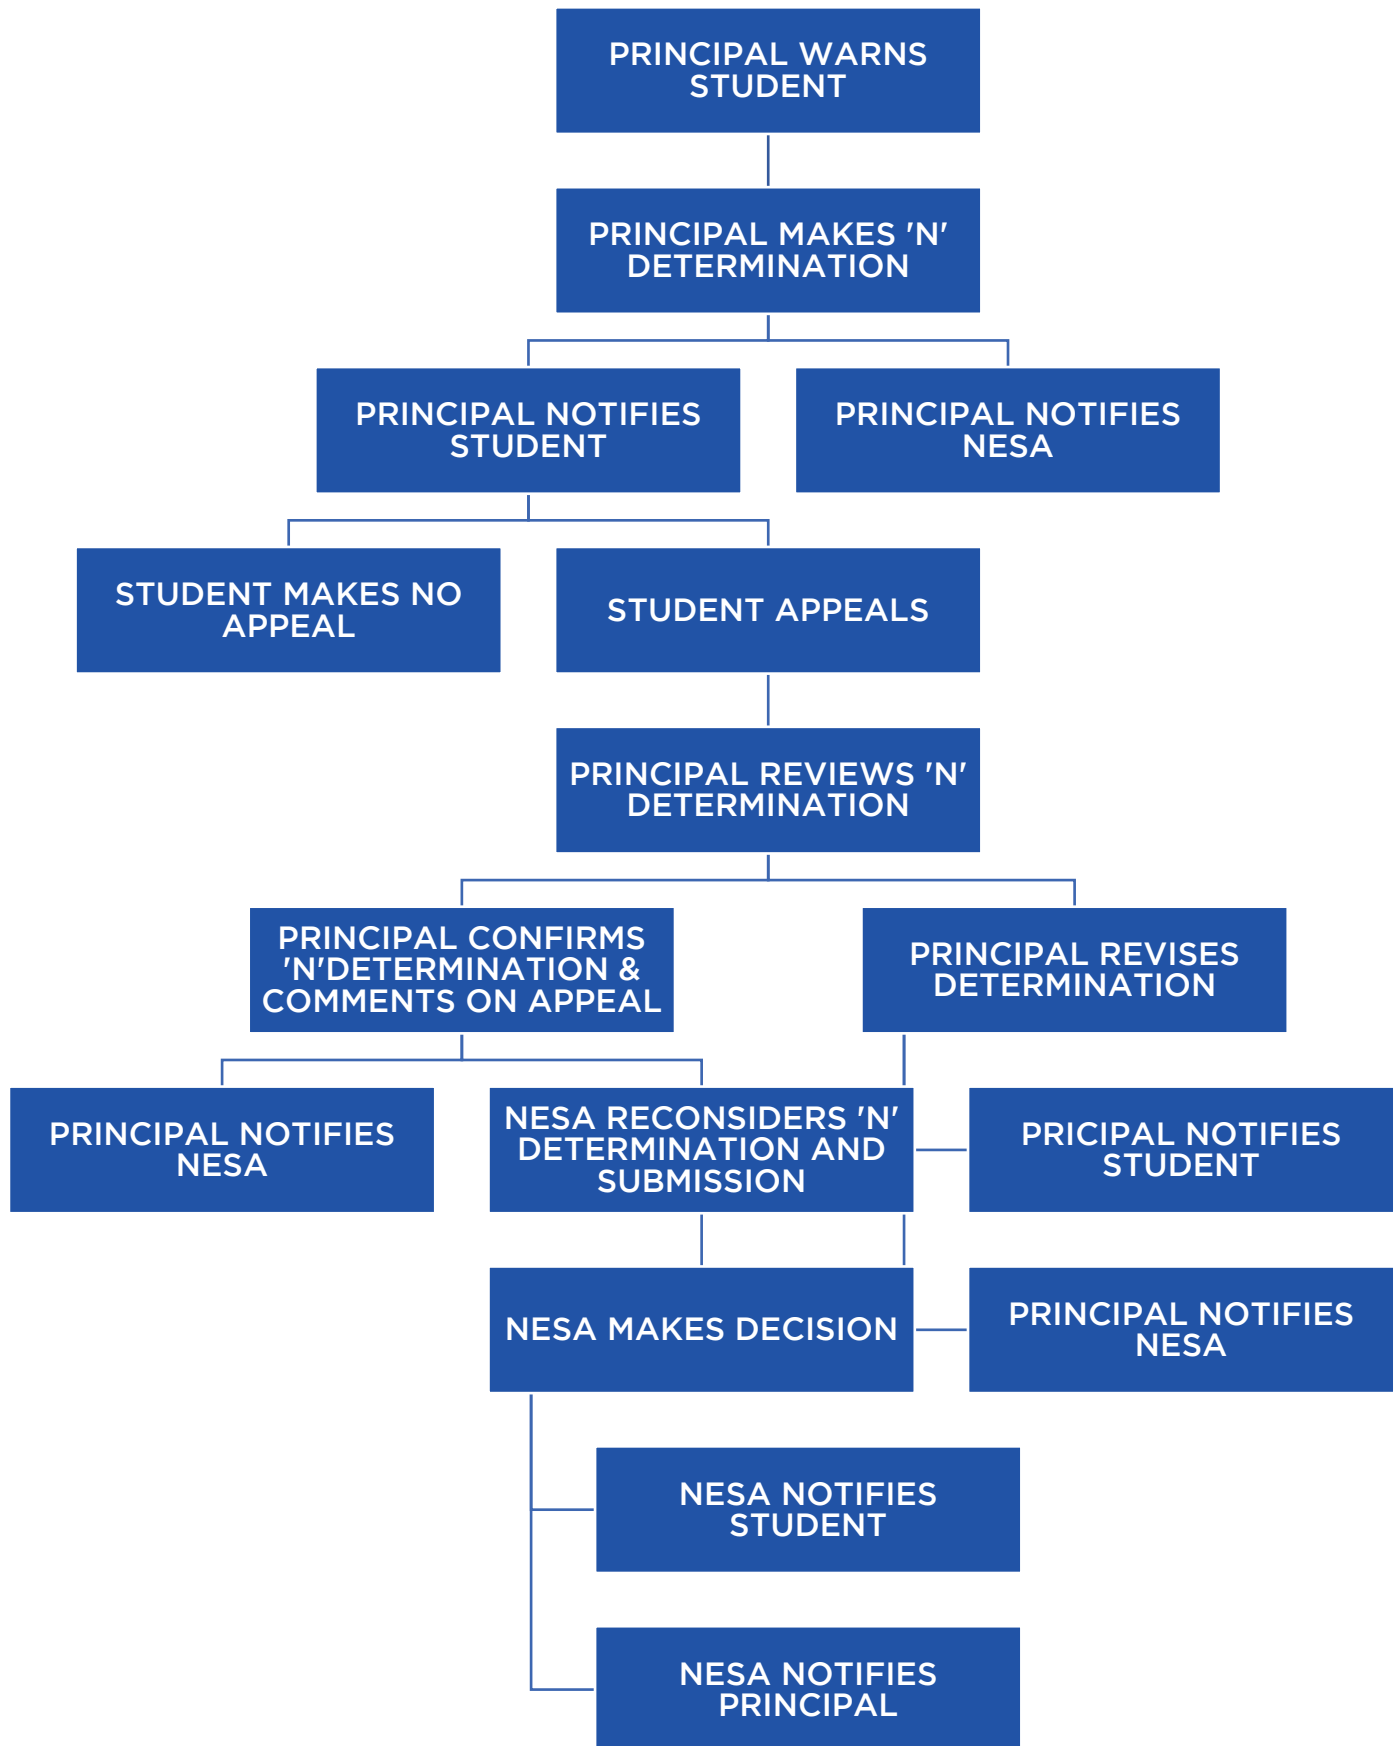 PRINCIPAL WARNS
STUDENT
PRINCIPAL MAKES 'N'
DETERMINATION
PRINCIPAL NOTIFIES
STUDENT
PRINCIPAL NOTIFIES
NESA
STUDENT MAKES NO
APPEAL
STUDENT APPEALS
PRINCIPAL REVIEWS 'N'
DETERMINATION
PRINCIPAL CONFIRMS
'N'DETERMINATION &
COMMENTS ON APPEAL
PRINCIPAL REVISES
DETERMINATION
PRINCIPAL NOTIFIES
NESA
NESA RECONSIDERS 'N'
DETERMINATION AND
SUBMISSION
PRICIPAL NOTIFIES
STUDENT
NESA MAKES DECISION
PRINCIPAL NOTIFIES
NESA
NESA NOTIFIES
STUDENT
NESA NOTIFIES
PRINCIPAL